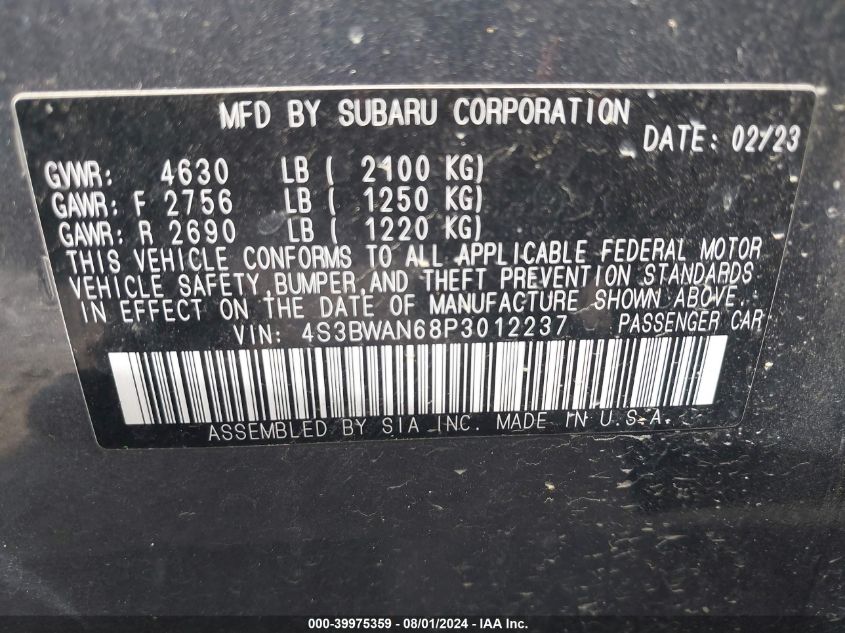 MFD BY SUBARU CORPORATION
DATE: 02/23
GVWR: 4630 LB ( 2100 KG)
GAWR: F 2756 LB ( 1250 KG)
GAWR: R 2690 LB ( 1220 KG)
THIS VEHICLE CONFORMS TO ALL APPLICABLE FEDERAL MOTOR
VEHICLE SAFETY, BUMPER, AND THEFT PREVENTION STANDARDS
IN EFFECT ON THE DATE OF MANUFACTURE SHOWN ABOVE.
VIN: 4S3BWAN68P3012237 PASSENGER CAR
ASSEMBLED BY SIA INC. MADE IN U.S.A.
000-39975359 - 08/01/2024 - IAA Inc.